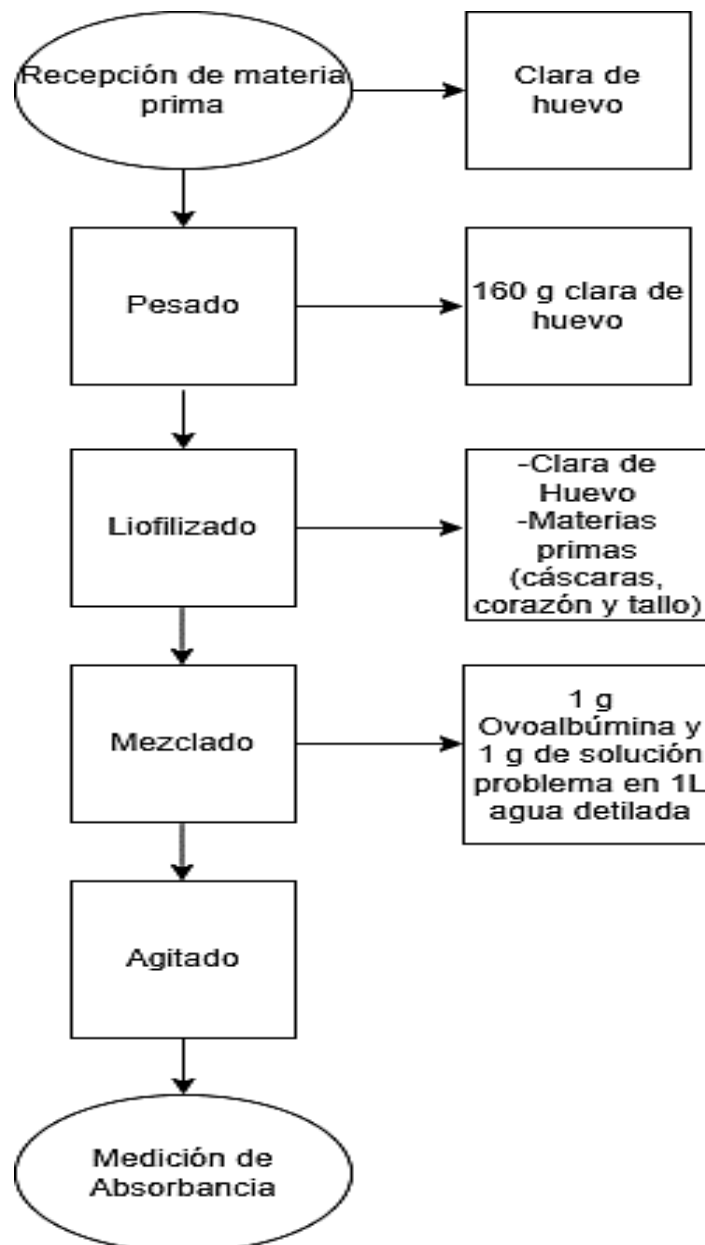 Recepción de materia
prima
Clara de
huevo
Pesado
160 g clara de
huevo
Liofilizado
-Clara de
Huevo
-Materias
primas
(cáscaras,
corazón y tallo)
Mezclado
1 g
Ovoalbúmina y
1 g de solución
problema en 1L
agua detilada
Agitado
Medición de
Absorbancia